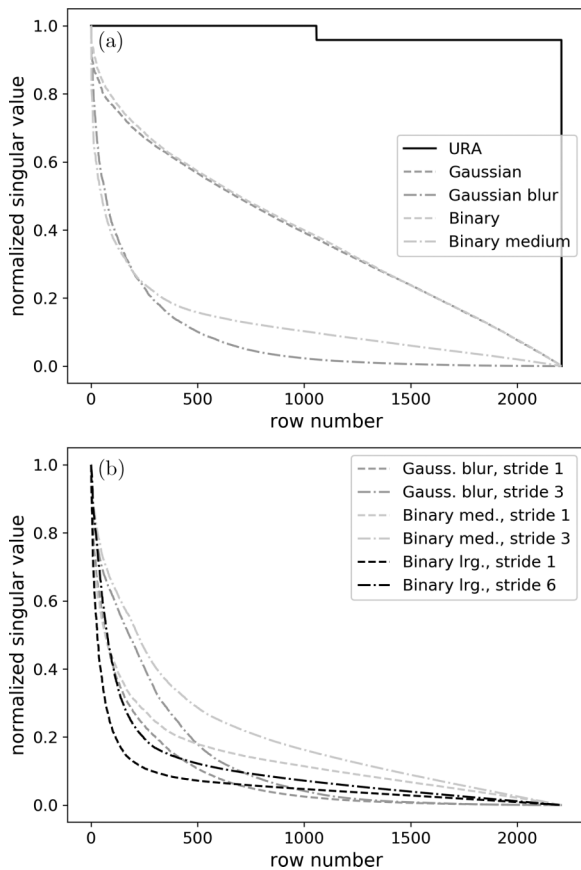 (a)
1.0
0.8
0.6
0.4
0.2
0.0
normalized singular value
URA
Gaussian
Gaussian blur
Binary
Binary medium
0 500 1000 1500 2000
row number
(b)
1.0
0.8
0.6
0.4
0.2
0.0
normalized singular value
Gauss. blur, stride 1
Gauss. blur, stride 3
Binary med., stride 1
Binary med., stride 3
Binary lrg., stride 1
Binary lrg., stride 6
0 500 1000 1500 2000
row number